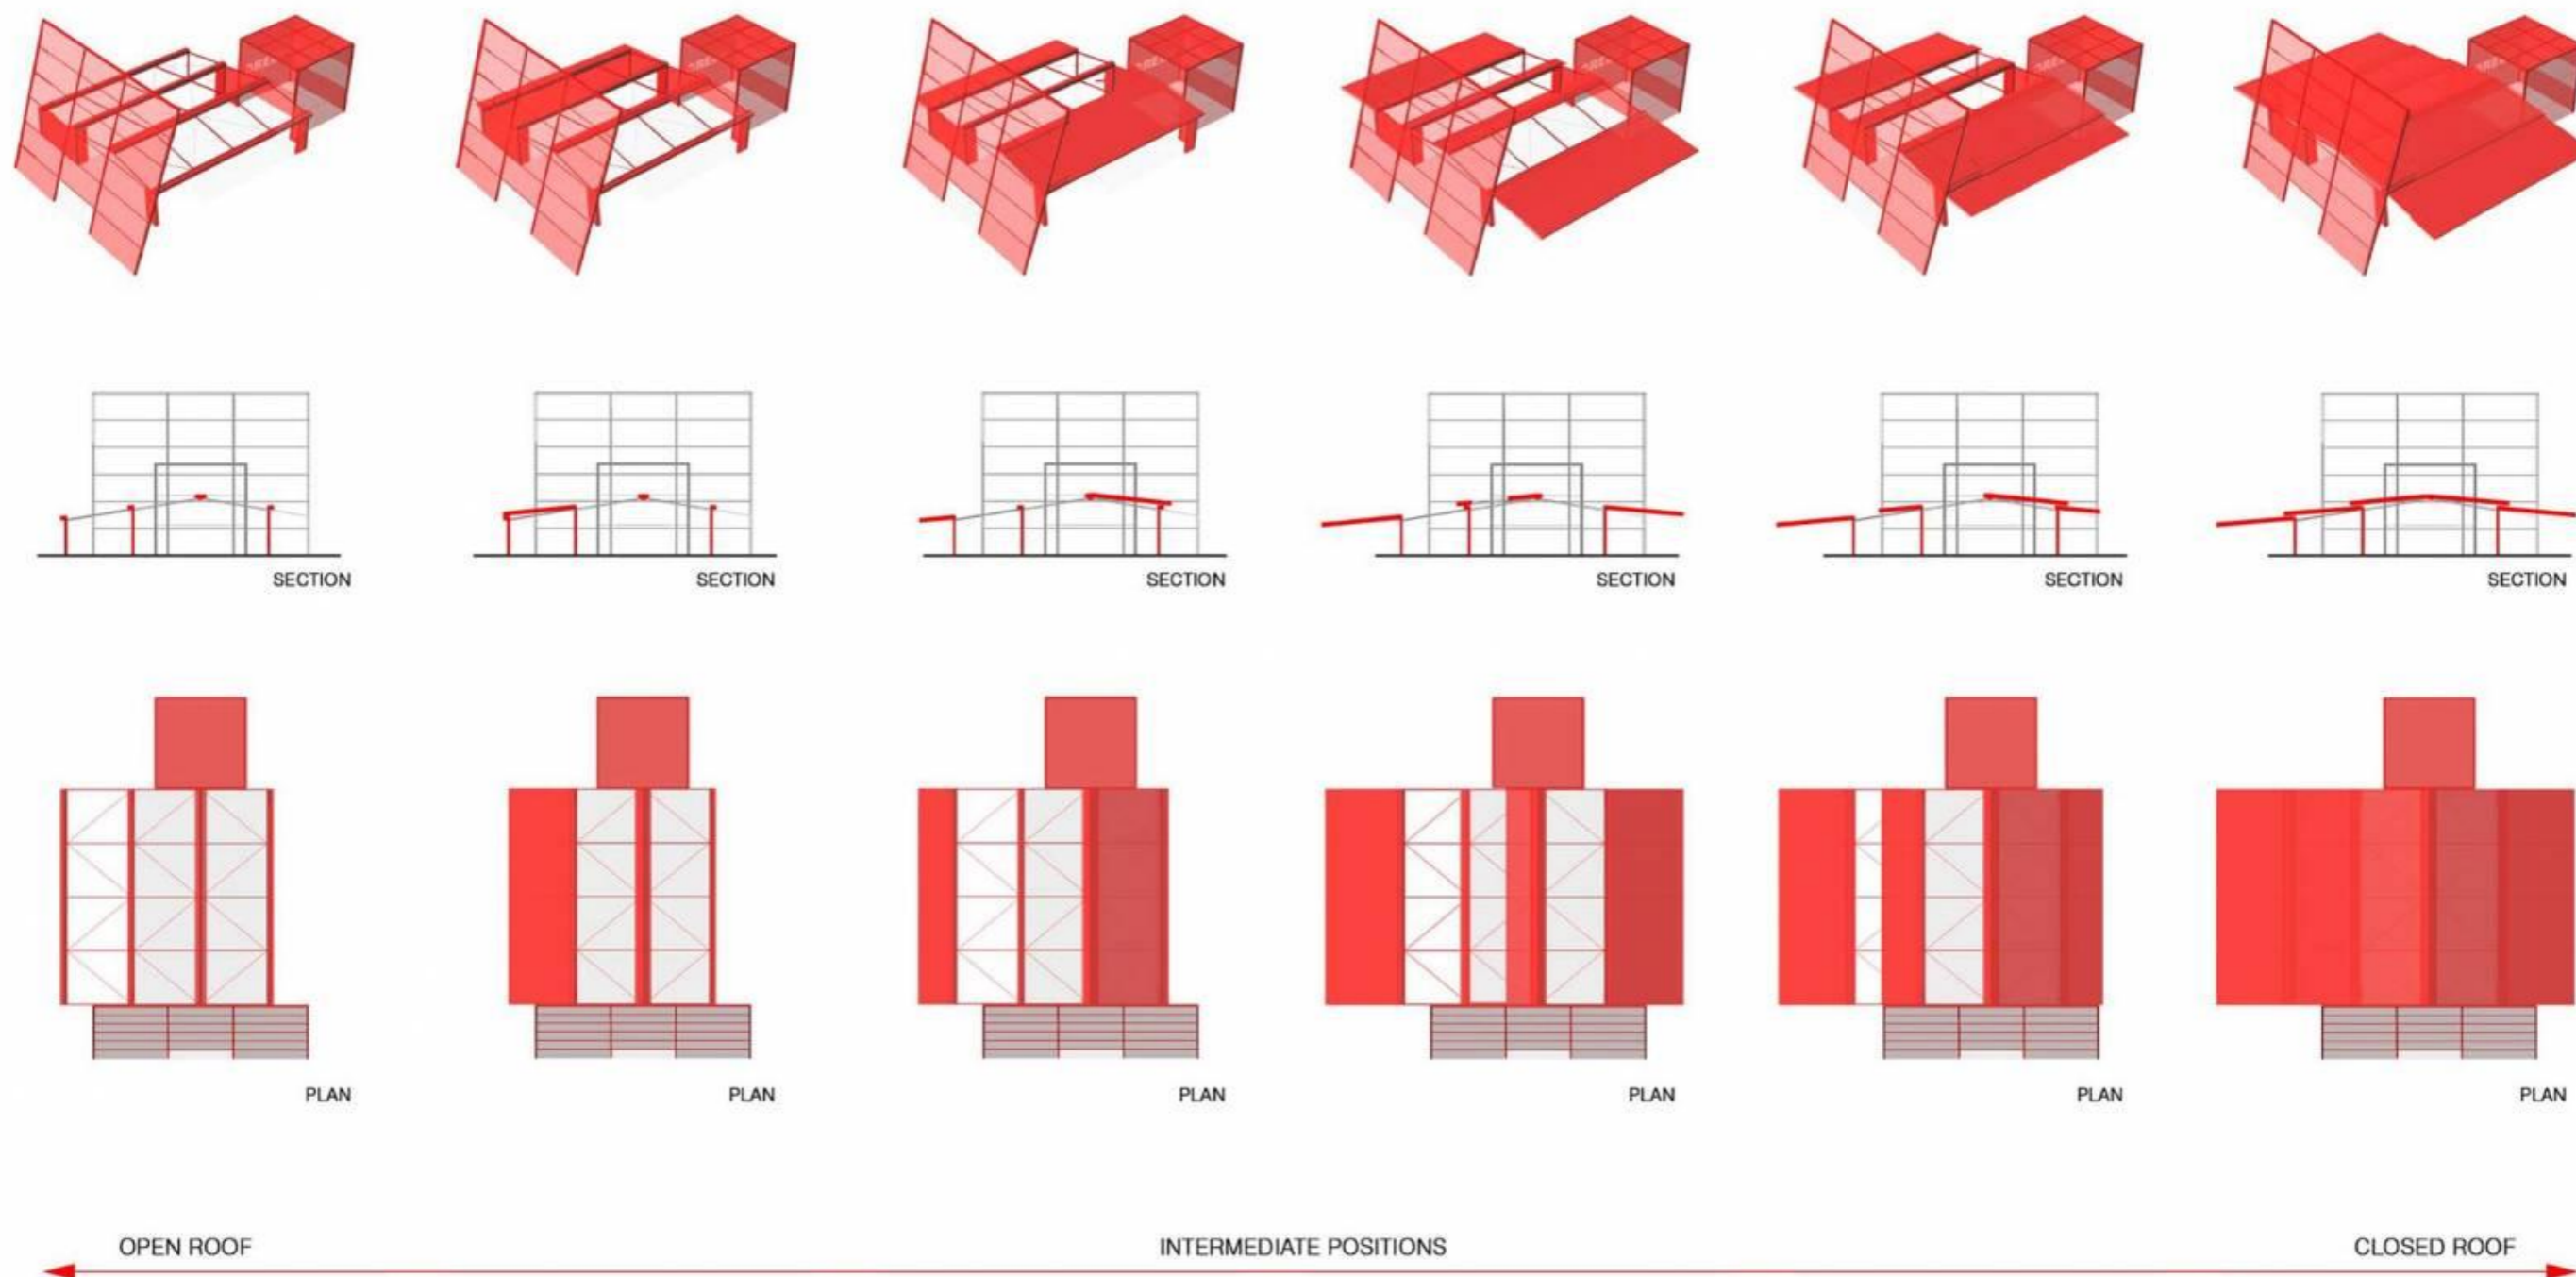 SECTION
SECTION
SECTION
SECTION
SECTION
SECTION
PLAN
PLAN
PLAN
PLAN
PLAN
PLAN
OPEN ROOF
INTERMEDIATE POSITIONS
CLOSED ROOF